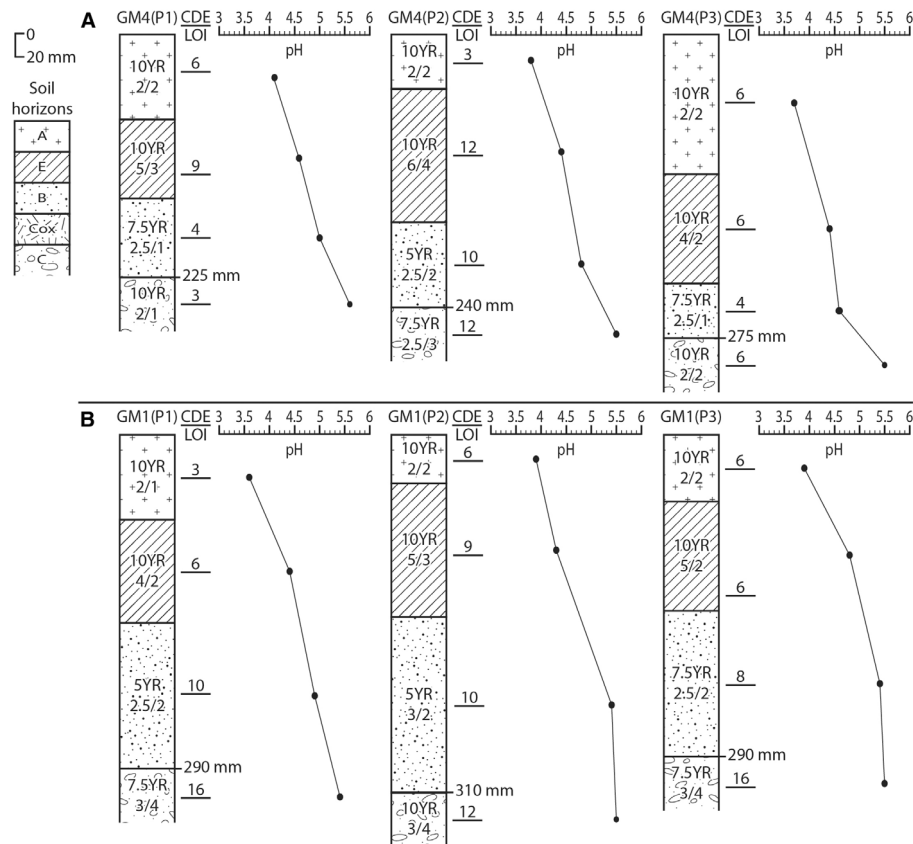 0
20 mm
Soil
horizons
A
E
B
Cox
C
A
GM4(P1) CDE 3 3.5 4 4.5 5 5.5 6
LOI
pH
10YR
2/2
6
10YR
5/3
9
7.5YR
2.5/1
4
225 mm
10YR
2/1
3
GM4(P2) CDE 3 3.5 4 4.5 5 5.5 6
LOI
pH
10YR
2/2
3
10YR
6/4
12
5YR
2.5/2
10
240 mm
7.5YR
2.5/3
12
GM4(P3) CDE 3 3.5 4 4.5 5 5.5 6
LOI
pH
10YR
2/2
6
10YR
4/2
6
7.5YR
2.5/1
4
275 mm
10YR
2/2
6
B
GM1(P1) CDE 3 3.5 4 4.5 5 5.5 6
LOI
pH
10YR
2/1
3
10YR
4/2
6
5YR
2.5/2
10
290 mm
7.5YR
3/4
16
GM1(P2) CDE 3 3.5 4 4.5 5 5.5 6
LOI
pH
10YR
2/2
6
10YR
5/3
9
5YR
3/2
10
310 mm
10YR
3/4
12
GM1(P3) CDE 3 3.5 4 4.5 5 5.5 6
LOI
pH
10YR
2/2
6
10YR
5/2
6
7.5YR
2.5/2
8
290 mm
7.5YR
3/4
16